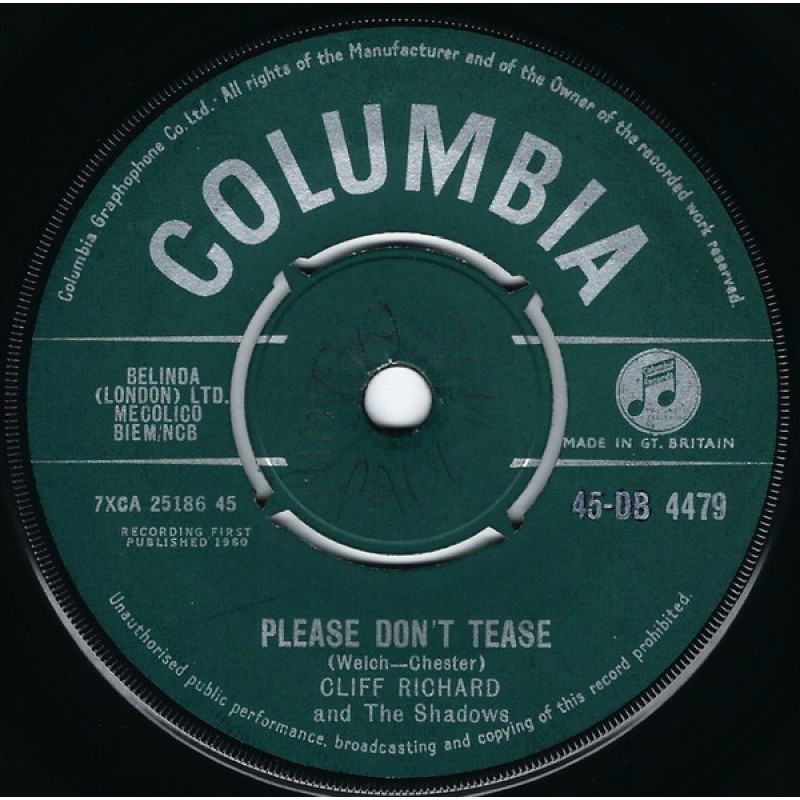 Columbia Graphophone Co. Ltd. All rights of the Manufacturer and of the Owner of the recorded work reserved.
COLUMBIA
BELINDA
(LONDON) LTD.
MECOLICO
BIEM/NCB
MADE IN GT. BRITAIN
7XCA 25186 45
RECORDING FIRST
PUBLISHED 1960
45-DB 4479
PLEASE DON'T TEASE
(Welch—Chester)
CLIFF RICHARD
and The Shadows
Unauthorised public performance, broadcasting and copying of this record prohibited.